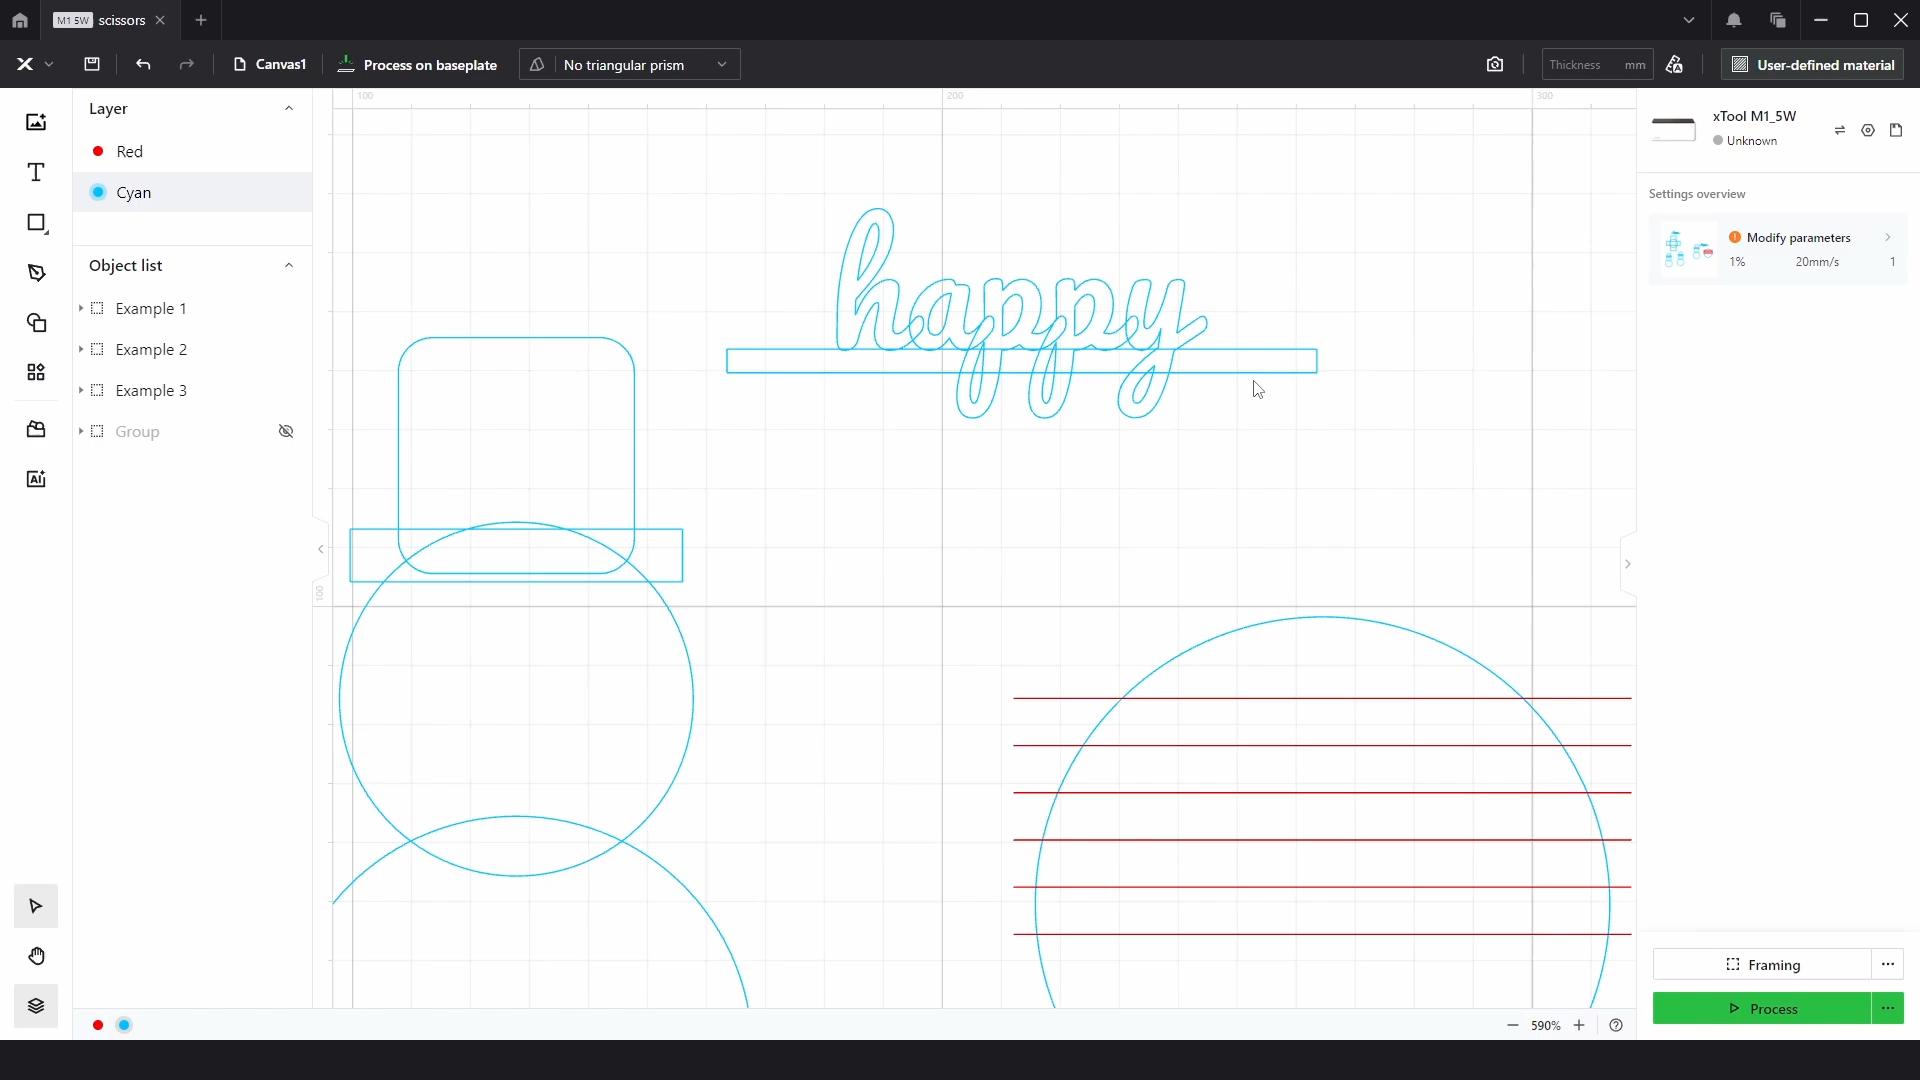 M1 5W scissors
Canvas1
Process on baseplate
No triangular prism
Thickness mm
User-defined material
Layer
Red
Cyan
Object list
Example 1
Example 2
Example 3
Group
100
200
300
100
happy
xTool M1_5W
Unknown
Settings overview
Modify parameters
1% 20mm/s 1
Framing
Process
590%
AI